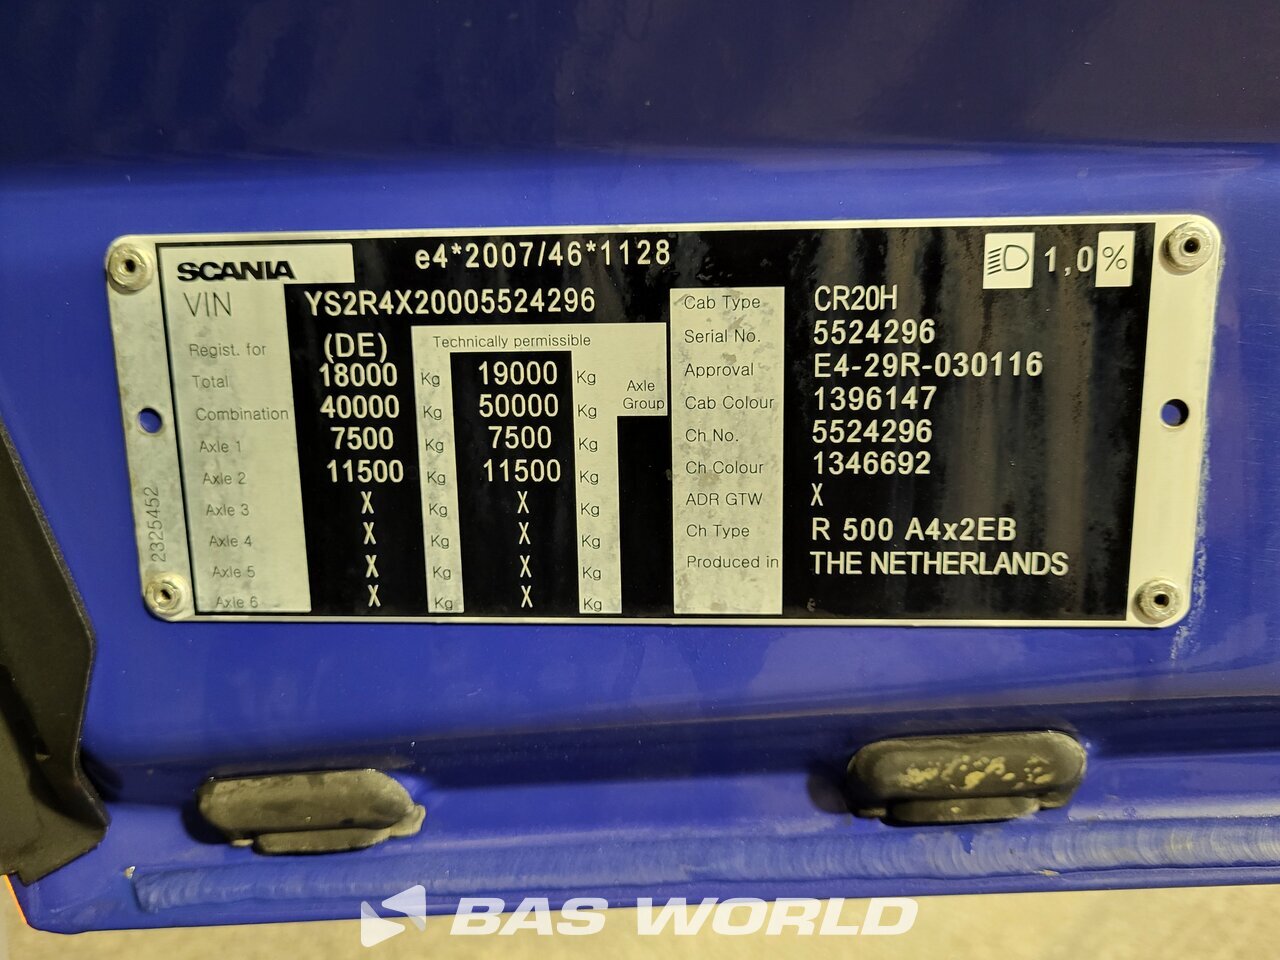 SCANIA e4*2007/46*1128 1,0 %
VIN YS2R4X20005524296 Cab Type CR20H
Regist. for (DE) Technically permissible Serial No. 5524296
Total 18000 Kg 19000 Kg Axle Group Approval E4-29R-030116
Combination 40000 Kg 50000 Kg Cab Colour 1396147
Axle 1 7500 Kg 7500 Kg Ch No. 5524296
Axle 2 11500 Kg 11500 Kg Ch Colour 1346692
Axle 3 X Kg X Kg ADR GTW X
Axle 4 X Kg X Kg Ch Type R 500 A4x2EB
Axle 5 X Kg X Kg Produced in THE NETHERLANDS
Axle 6 X Kg X Kg
2325452
BAS WORLD